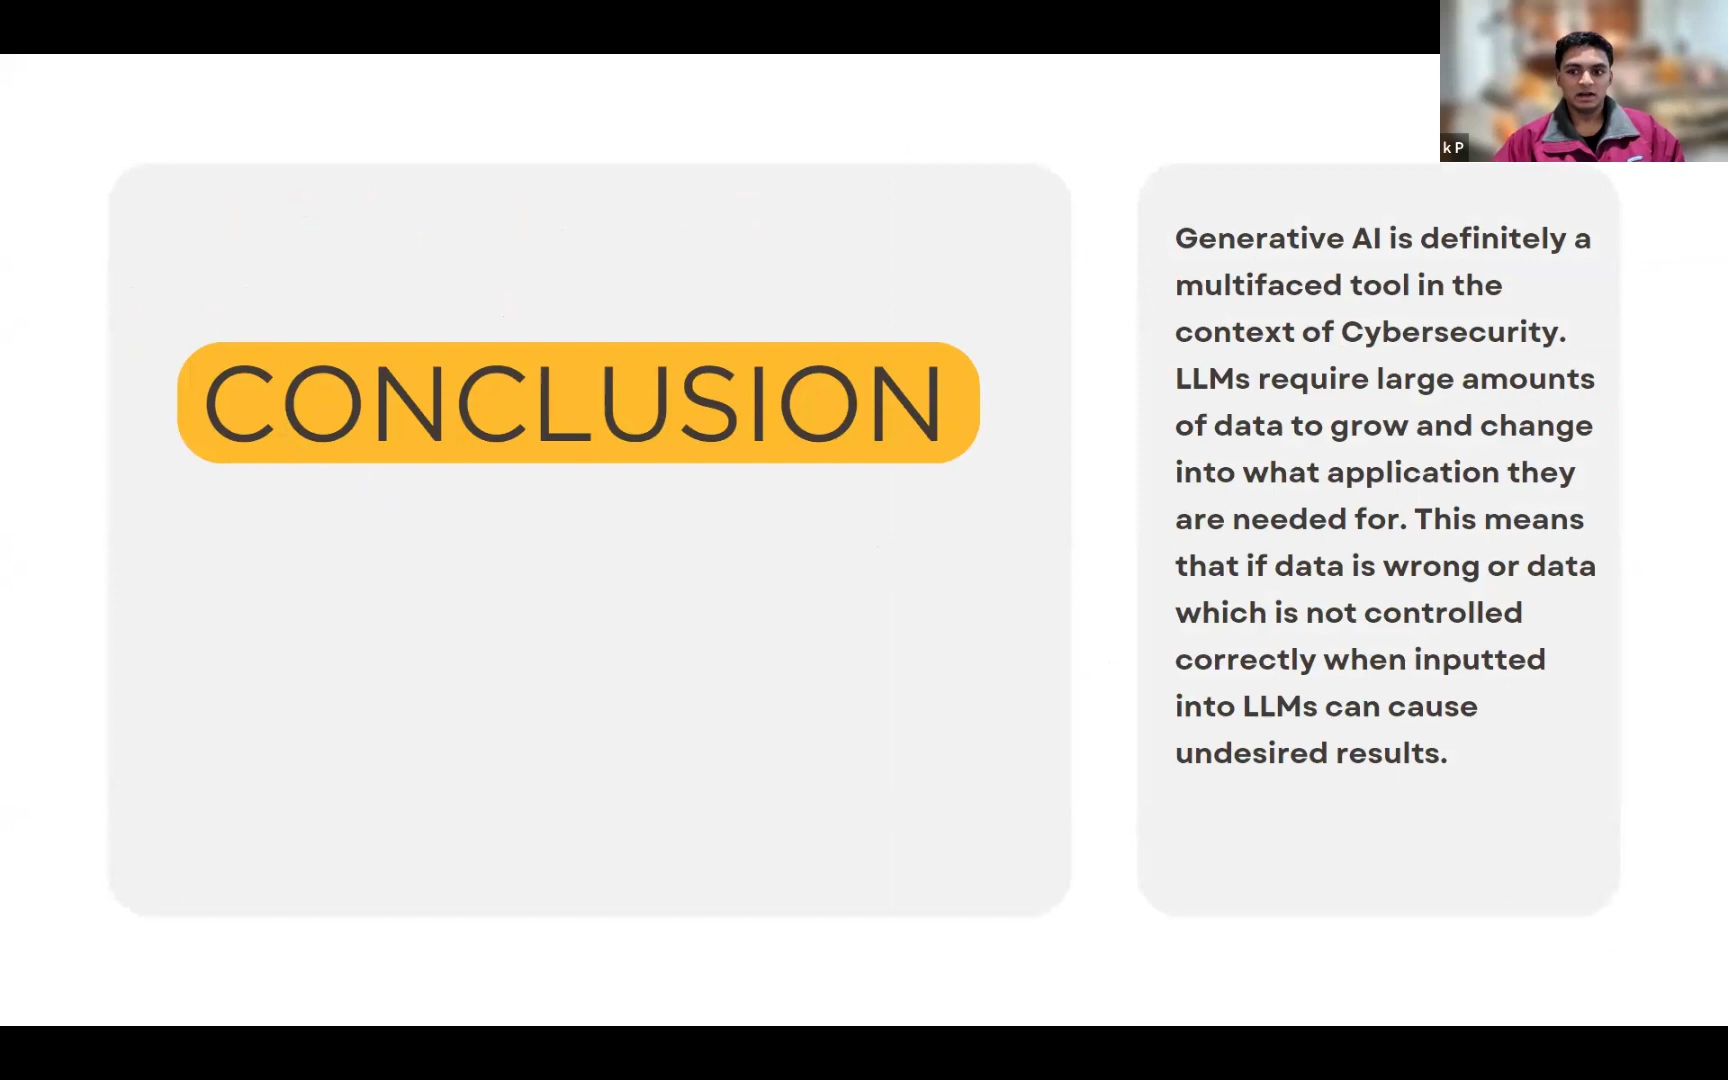 k P
CONCLUSION
Generative AI is definitely a
multifaced tool in the
context of Cybersecurity.
LLMs require large amounts
of data to grow and change
into what application they
are needed for. This means
that if data is wrong or data
which is not controlled
correctly when inputted
into LLMs can cause
undesired results.